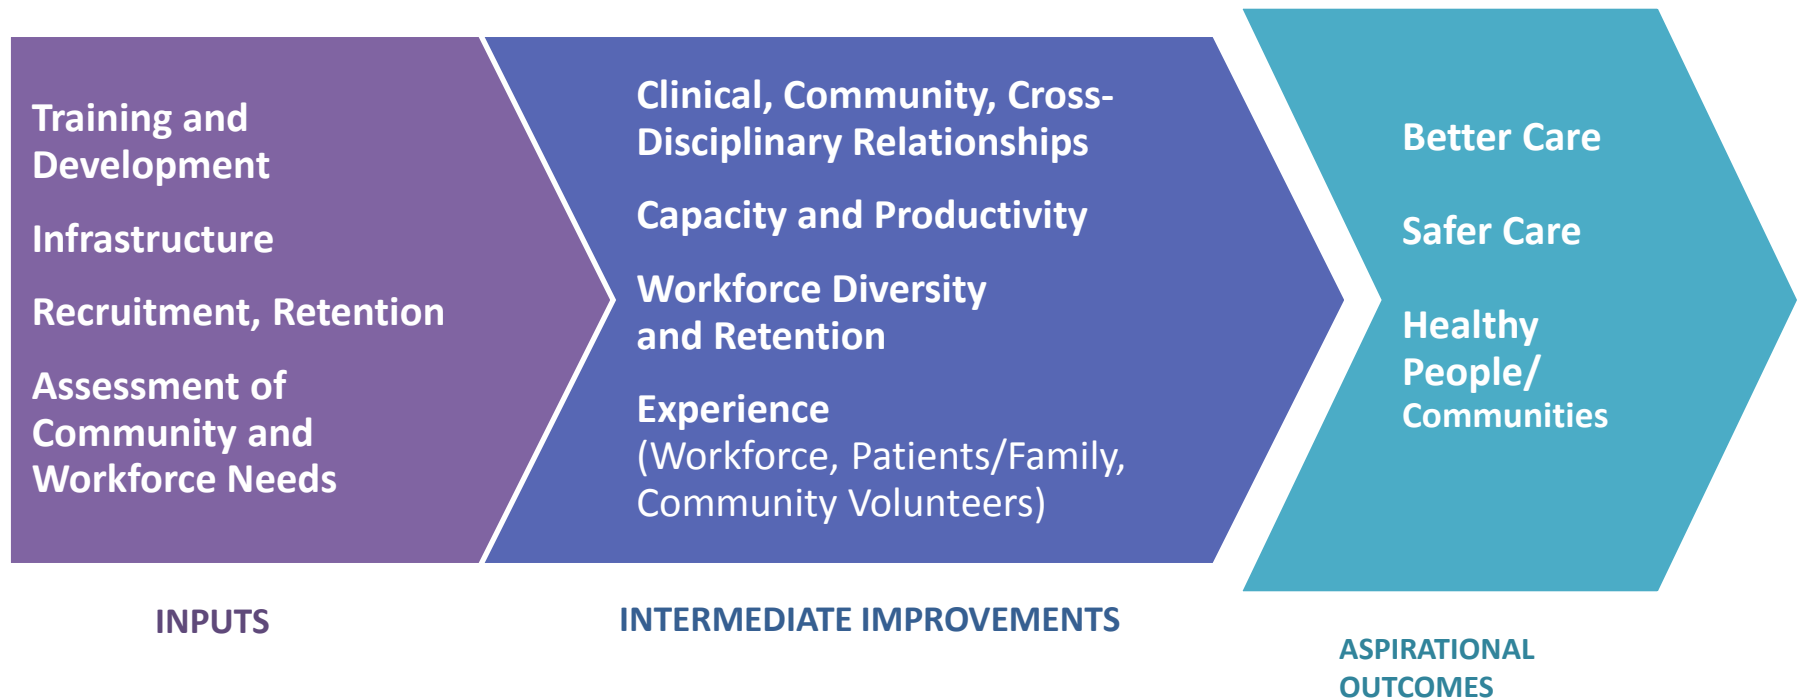 Training and
Development
Infrastructure
Recruitment, Retention
Assessment of
Community and
Workforce Needs
INPUTS
Clinical, Community, Cross-
Disciplinary Relationships
Capacity and Productivity
Workforce Diversity
and Retention
Experience
(Workforce, Patients/Family,
Community Volunteers)
INTERMEDIATE IMPROVEMENTS
Better Care
Safer Care
Healthy
People/
Communities
ASPIRATIONAL
OUTCOMES